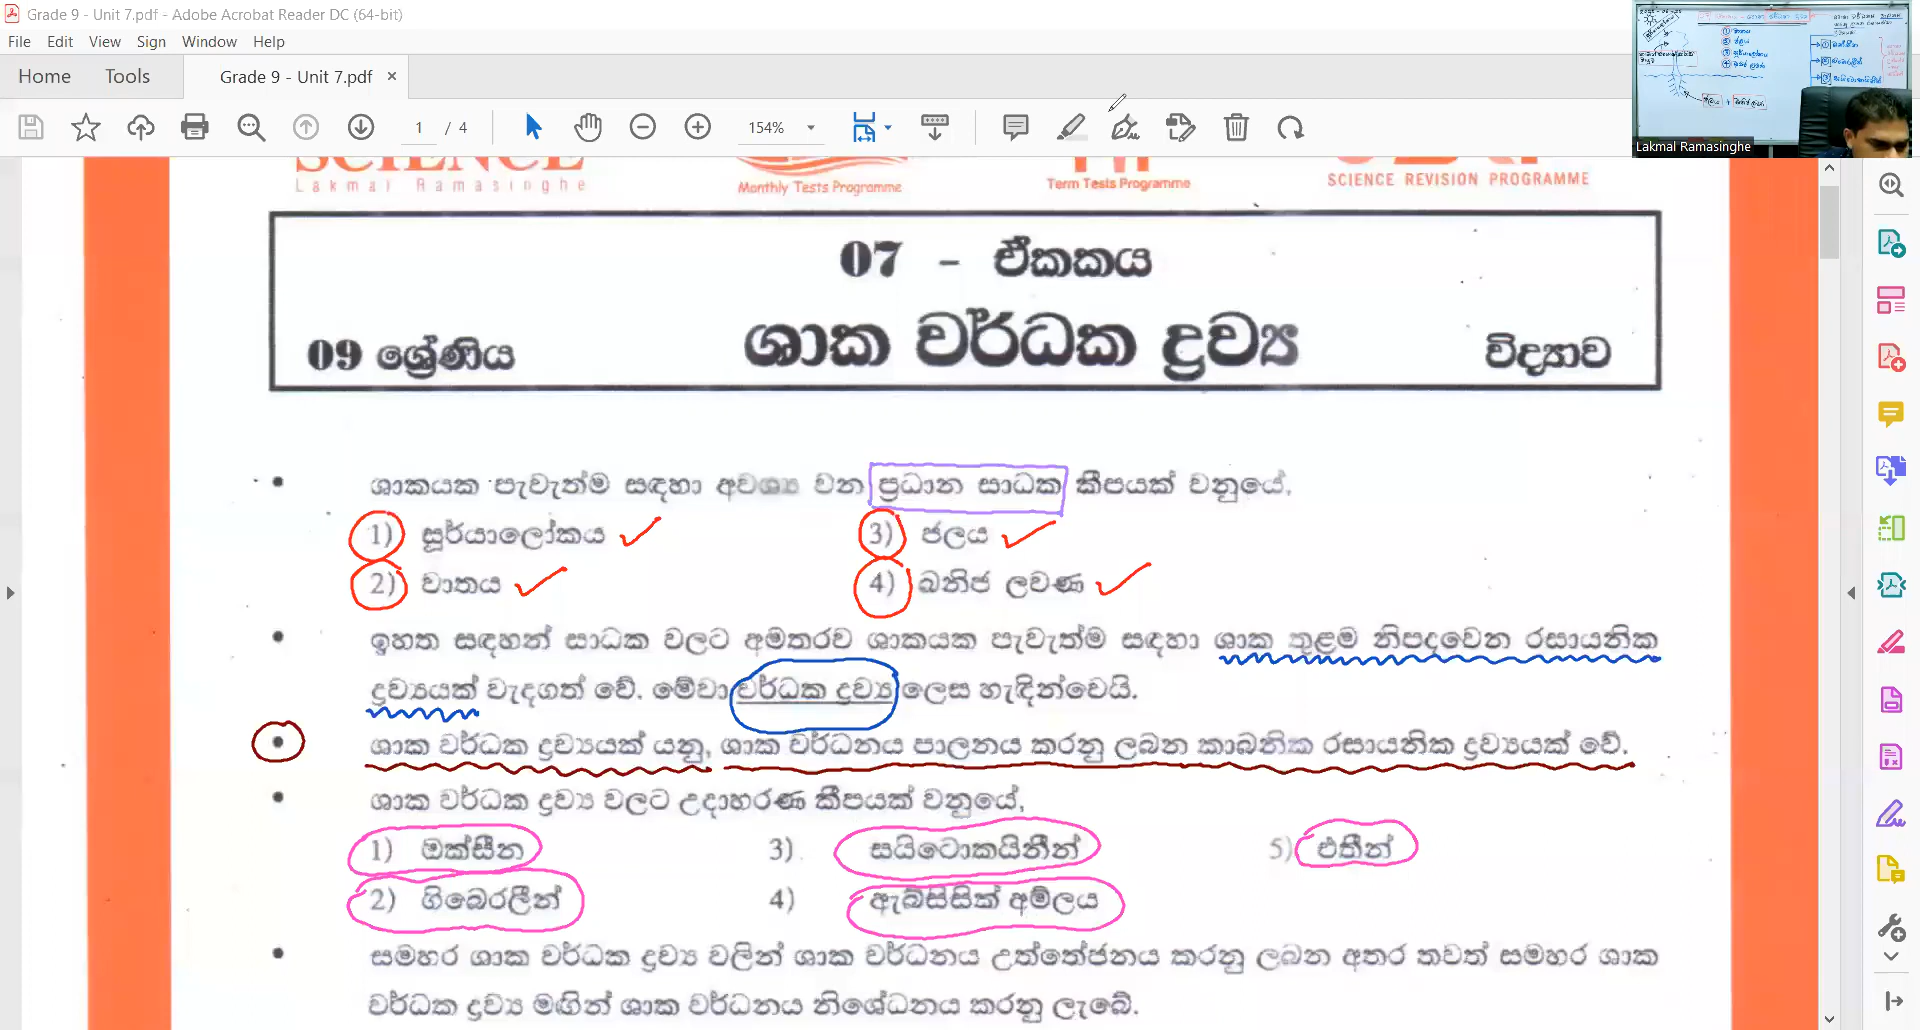 Grade 9 - Unit 7.pdf - Adobe Acrobat Reader DC (64-bit)
File Edit View Sign Window Help
Home Tools Grade 9 - Unit 7.pdf ×
1 / 4 154%
Lakmal Ramasinghe
SCIENCE
Lakmal Ramasinghe Monthly Tests Programme Term Tests Programme SCIENCE REVISION PROGRAMME
07 - ඒකකය
09 ශ්‍රේණිය ශාක වර්ධක ද්‍රව්‍ය විද්‍යාව
• ශාකයක පැවැත්ම සඳහා අවශ්‍ය වන ප්‍රධාන සාධක කීපයක් වනුයේ,
1) සූර්යාලෝකය 3) ජලය
2) වාතය 4) ඛනිජ ලවණ
• ඉහත සඳහන් සාධක වලට අමතරව ශාකයක පැවැත්ම සඳහා ශාක තුළම නිපදවෙන රසායනික
ද්‍රව්‍යයක් වැදගත් වේ. මේවා වර්ධක ද්‍රව්‍ය ලෙස හැඳින්වෙයි.
• ශාක වර්ධක ද්‍රව්‍යයක් යනු, ශාක වර්ධනය පාලනය කරනු ලබන කාබනික රසායනික ද්‍රව්‍යයක් වේ.
• ශාක වර්ධක ද්‍රව්‍ය වලට උදාහරණ කීපයක් වනුයේ,
1) ඔක්සීන 3). සයිටොකයිනීන් 5) එතීන්
2) ගිබෙරලීන් 4) ඇබ්සිසික් අම්ලය
• සමහර ශාක වර්ධක ද්‍රව්‍ය වලින් ශාක වර්ධනය උත්තේජනය කරනු ලබන අතර තවත් සමහර ශාක
වර්ධක ද්‍රව්‍ය මඟින් ශාක වර්ධනය නිශේධනය කරනු ලැබේ.